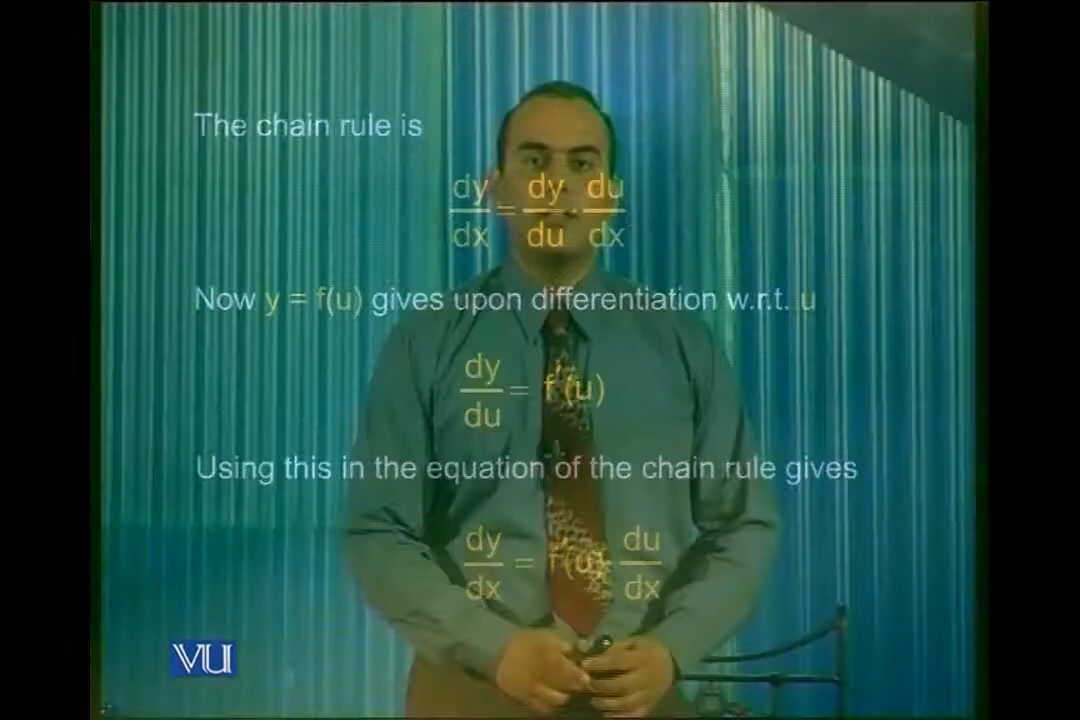 The chain rule is
dy/dx = dy/du · du/dx
Now y = f(u) gives upon differentiation w.r.t. u
dy/du = f'(u)
Using this in the equation of the chain rule gives
dy/dx = f'(u) · du/dx
VU